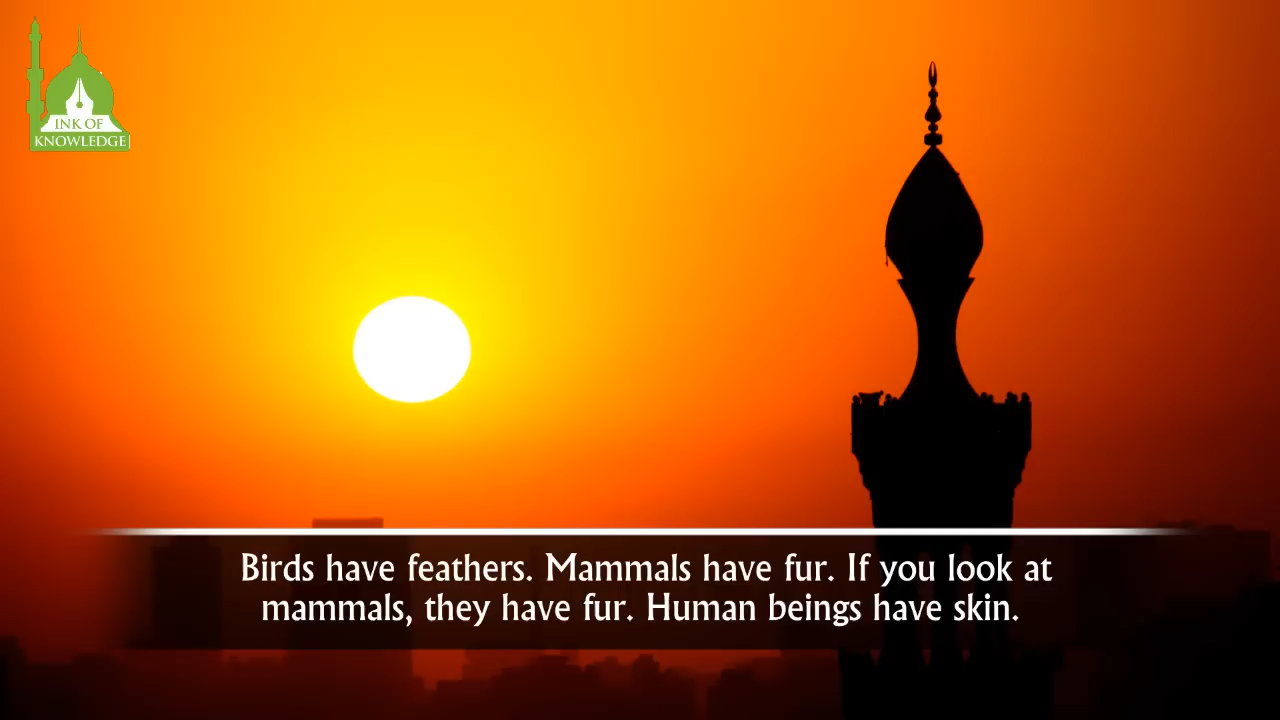 INK OF
KNOWLEDGE
Birds have feathers. Mammals have fur. If you look at
mammals, they have fur. Human beings have skin.